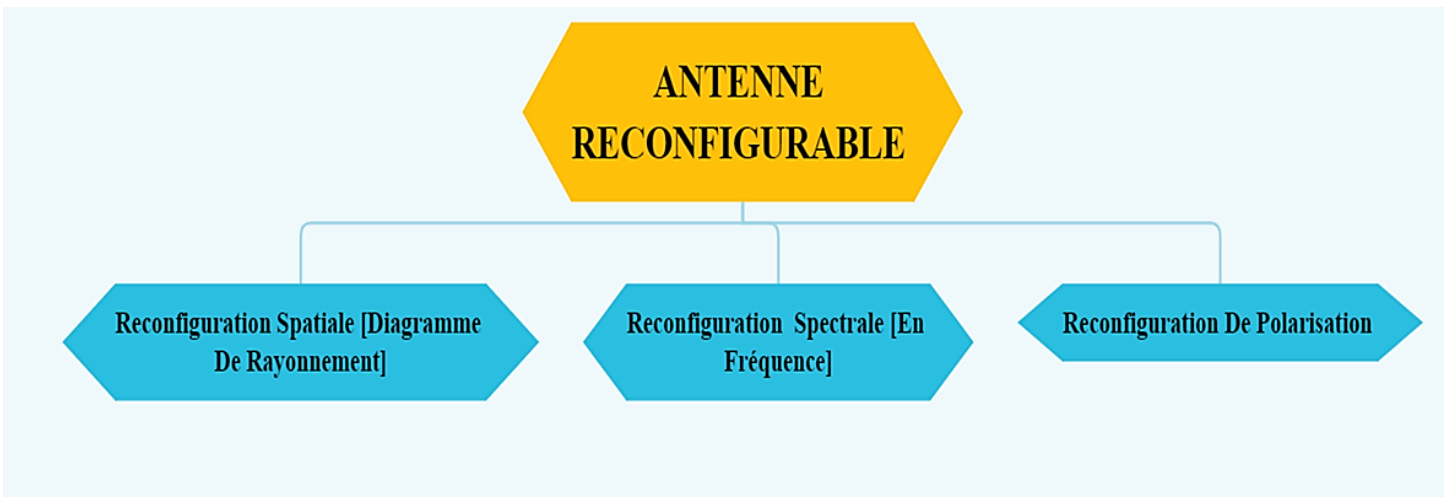 ANTENNE
RECONFIGURABLE
Reconfiguration Spatiale [Diagramme
De Rayonnement]
Reconfiguration Spectrale [En
Fréquence]
Reconfiguration De Polarisation